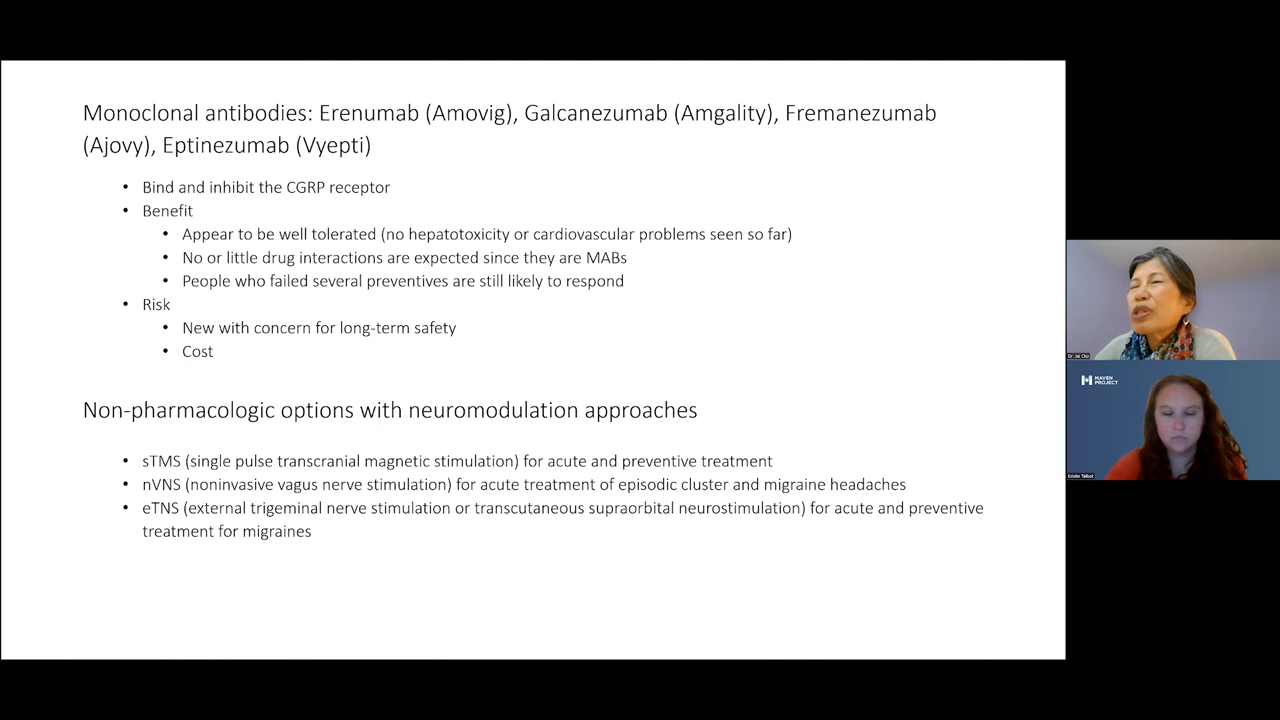 Monoclonal antibodies: Erenumab (Amovig), Galcanezumab (Amgality), Fremanezumab
(Ajovy), Eptinezumab (Vyepti)
• Bind and inhibit the CGRP receptor
• Benefit
• Appear to be well tolerated (no hepatotoxicity or cardiovascular problems seen so far)
• No or little drug interactions are expected since they are MABs
• People who failed several preventives are still likely to respond
• Risk
• New with concern for long-term safety
• Cost
Non-pharmacologic options with neuromodulation approaches
• sTMS (single pulse transcranial magnetic stimulation) for acute and preventive treatment
• nVNS (noninvasive vagus nerve stimulation) for acute treatment of episodic cluster and migraine headaches
• eTNS (external trigeminal nerve stimulation or transcutaneous supraorbital neurostimulation) for acute and preventive
treatment for migraines
MAVEN
PROJECT
Kristin Talbot